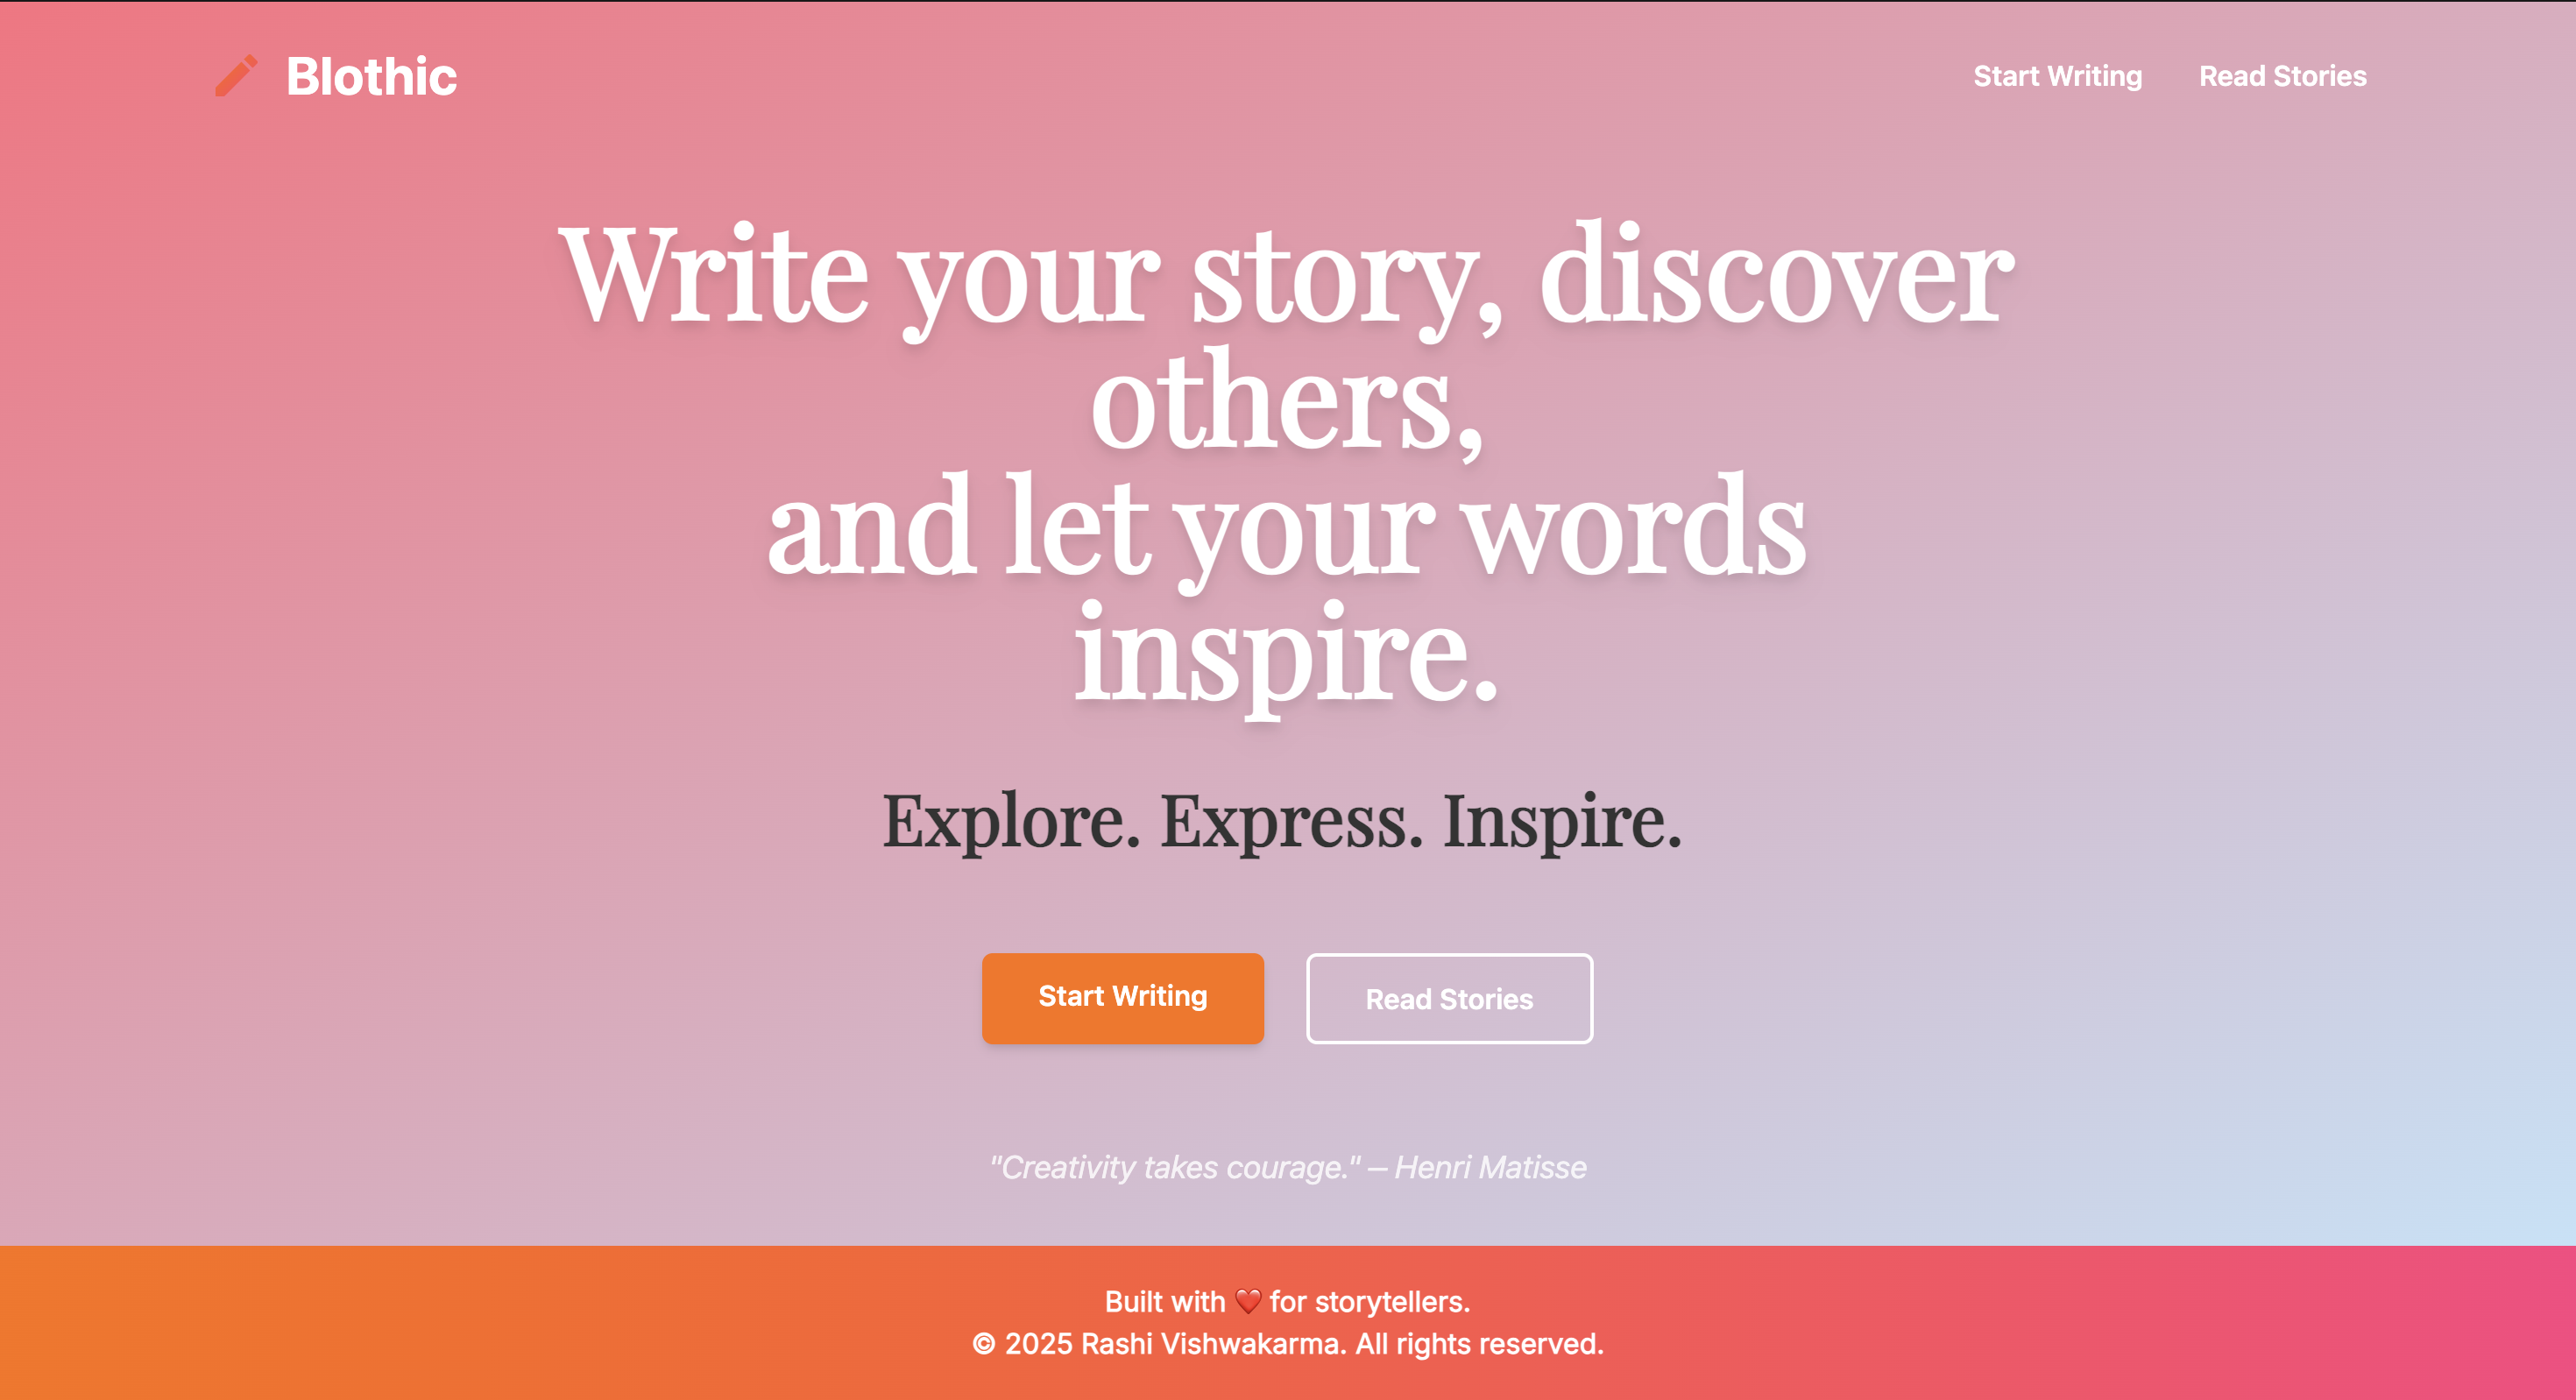 Blothic
Start Writing
Read Stories
Write your story, discover
others,
and let your words
inspire.
Explore. Express. Inspire.
Start Writing
Read Stories
"Creativity takes courage." — Henri Matisse
Built with ❤️ for storytellers.
© 2025 Rashi Vishwakarma. All rights reserved.